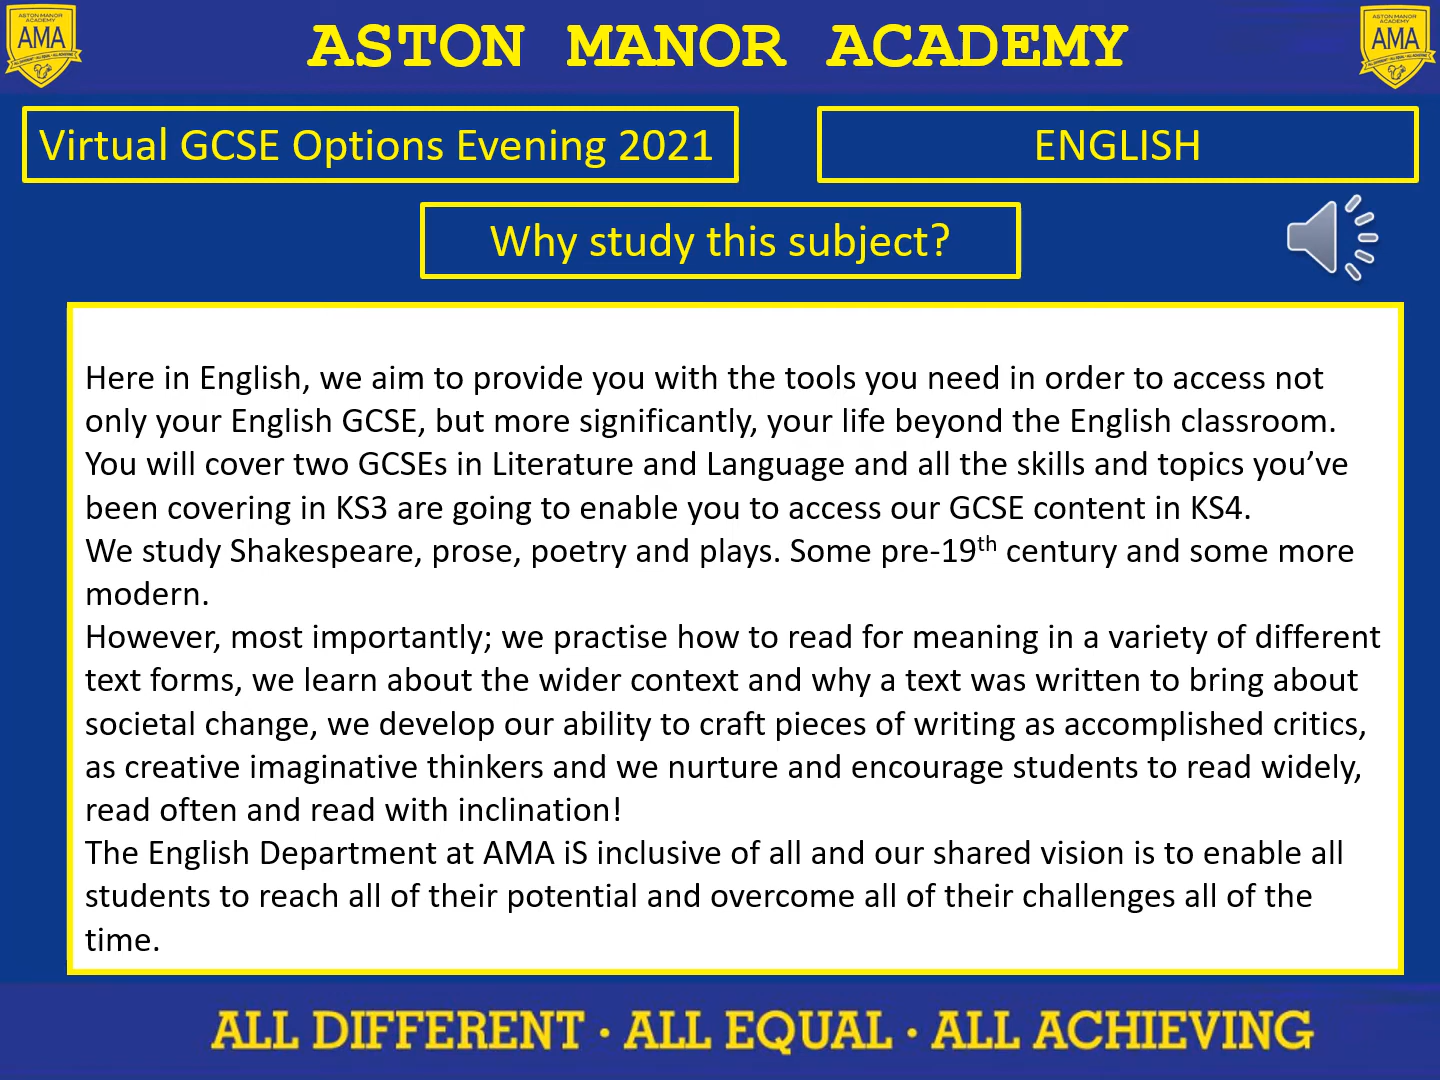 ASTON MANOR ACADEMY
AMA
ASTON MANOR
ACADEMY
AMA
Virtual GCSE Options Evening 2021
ENGLISH
Why study this subject?
Here in English, we aim to provide you with the tools you need in order to access not
only your English GCSE, but more significantly, your life beyond the English classroom.
You will cover two GCSEs in Literature and Language and all the skills and topics you’ve
been covering in KS3 are going to enable you to access our GCSE content in KS4.
We study Shakespeare, prose, poetry and plays. Some pre-19th century and some more
modern.
However, most importantly; we practise how to read for meaning in a variety of different
text forms, we learn about the wider context and why a text was written to bring about
societal change, we develop our ability to craft pieces of writing as accomplished critics,
as creative imaginative thinkers and we nurture and encourage students to read widely,
read often and read with inclination!
The English Department at AMA iS inclusive of all and our shared vision is to enable all
students to reach all of their potential and overcome all of their challenges all of the
time.
ALL DIFFERENT · ALL EQUAL · ALL ACHIEVING